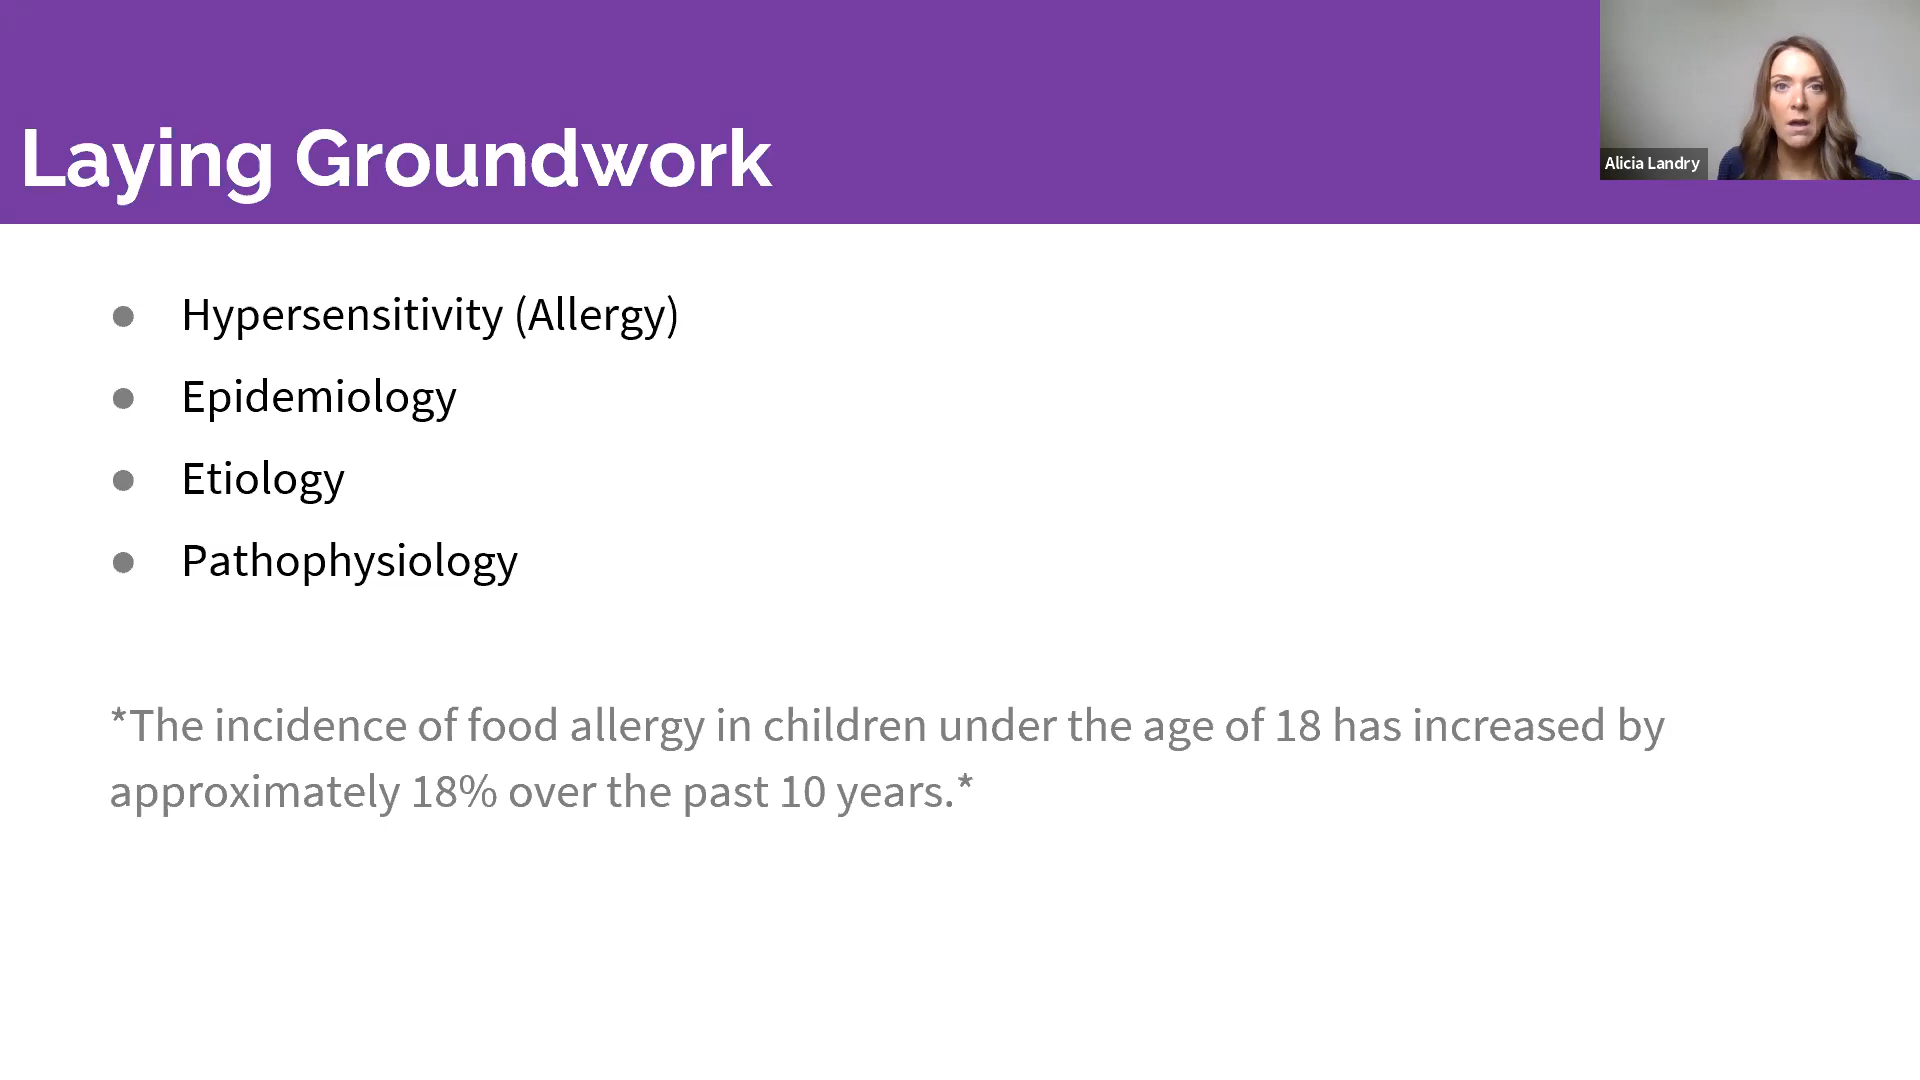 Laying Groundwork
Alicia Landry
● Hypersensitivity (Allergy)
● Epidemiology
● Etiology
● Pathophysiology
*The incidence of food allergy in children under the age of 18 has increased by
approximately 18% over the past 10 years.*